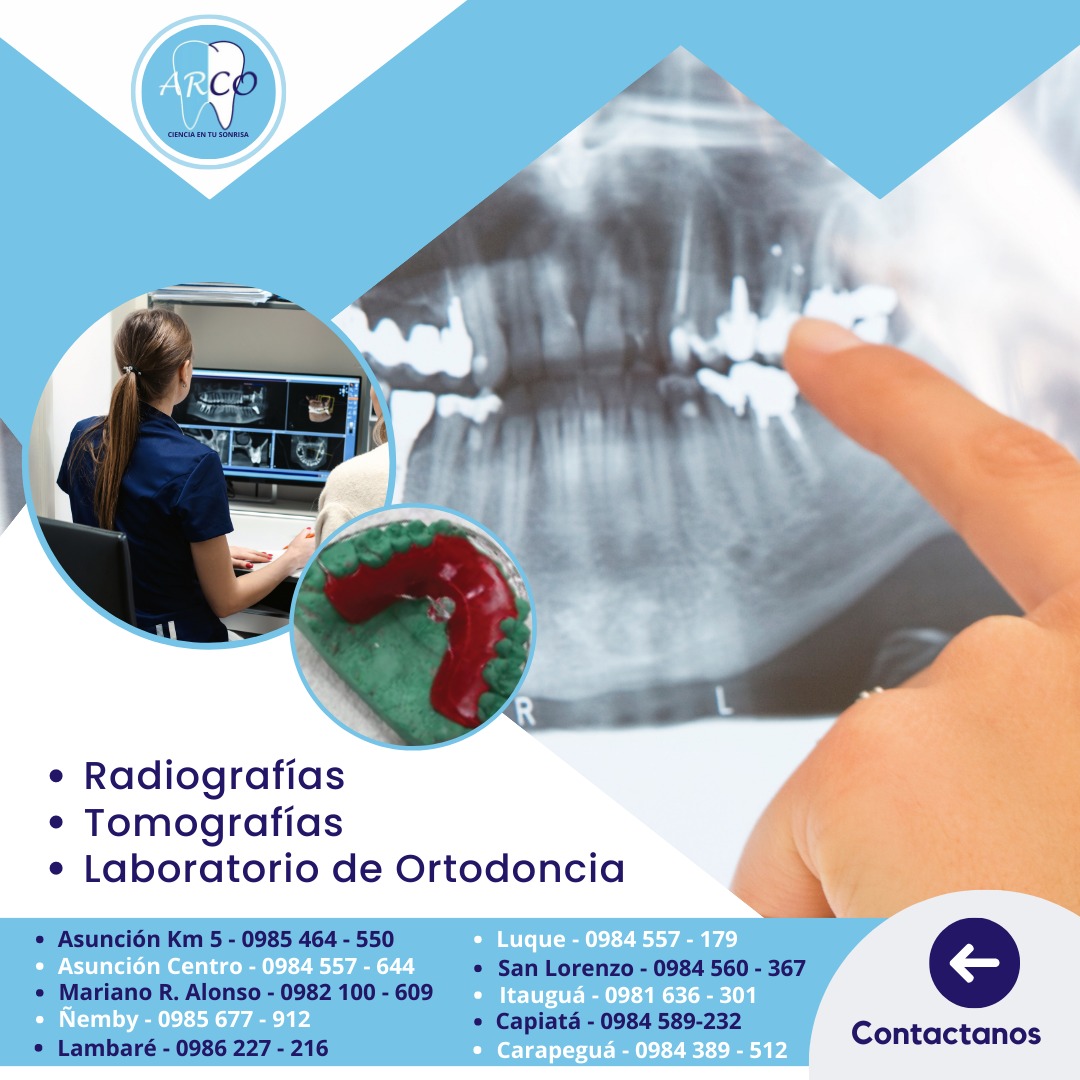 ARCO
CIENCIA EN TU SONRISA
R
L
• Radiografías
• Tomografías
• Laboratorio de Ortodoncia
• Asunción Km 5 - 0985 464 - 550
• Asunción Centro - 0984 557 - 644
• Mariano R. Alonso - 0982 100 - 609
• Ñemby - 0985 677 - 912
• Lambaré - 0986 227 - 216
• Luque - 0984 557 - 179
• San Lorenzo - 0984 560 - 367
• Itauguá - 0981 636 - 301
• Capiatá - 0984 589-232
• Carapeguá - 0984 389 - 512
Contactanos